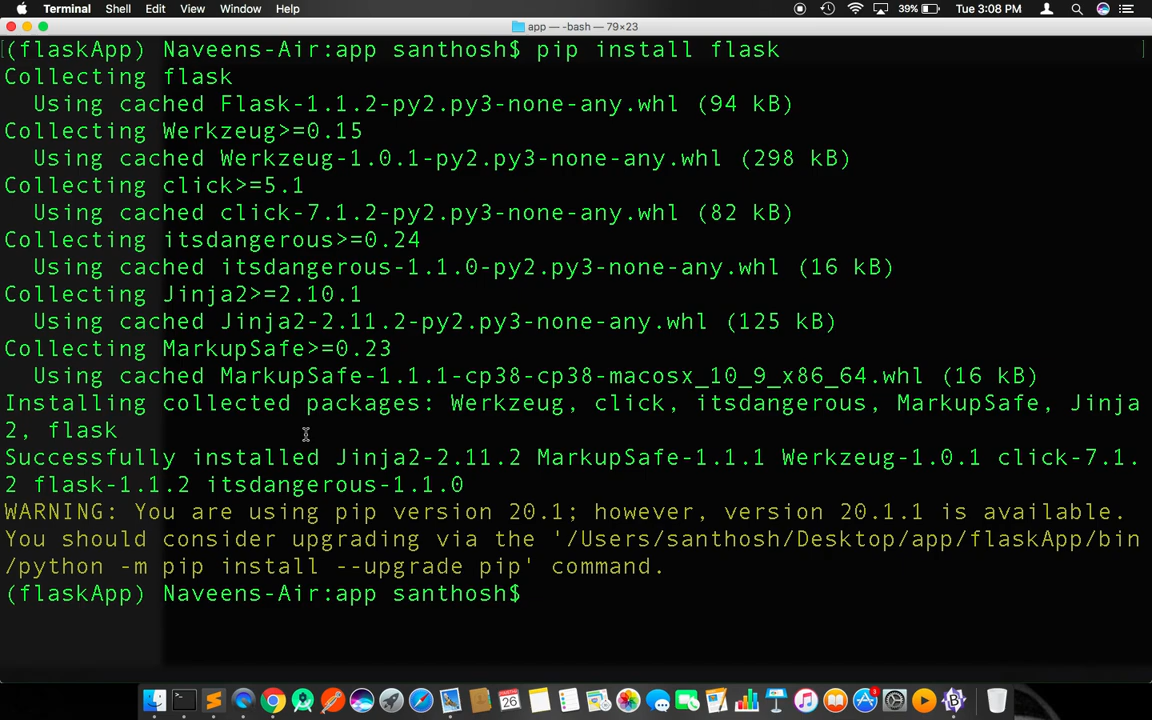 Terminal Shell Edit View Window Help 39% Tue 3:08 PM
app — -bash — 79×23
(flaskApp) Naveens-Air:app santhosh$ pip install flask
Collecting flask
Using cached Flask-1.1.2-py2.py3-none-any.whl (94 kB)
Collecting Werkzeug>=0.15
Using cached Werkzeug-1.0.1-py2.py3-none-any.whl (298 kB)
Collecting click>=5.1
Using cached click-7.1.2-py2.py3-none-any.whl (82 kB)
Collecting itsdangerous>=0.24
Using cached itsdangerous-1.1.0-py2.py3-none-any.whl (16 kB)
Collecting Jinja2>=2.10.1
Using cached Jinja2-2.11.2-py2.py3-none-any.whl (125 kB)
Collecting MarkupSafe>=0.23
Using cached MarkupSafe-1.1.1-cp38-cp38-macosx_10_9_x86_64.whl (16 kB)
Installing collected packages: Werkzeug, click, itsdangerous, MarkupSafe, Jinja
2, flask
Successfully installed Jinja2-2.11.2 MarkupSafe-1.1.1 Werkzeug-1.0.1 click-7.1.
2 flask-1.1.2 itsdangerous-1.1.0
WARNING: You are using pip version 20.1; however, version 20.1.1 is available.
You should consider upgrading via the '/Users/santhosh/Desktop/app/flaskApp/bin
/python -m pip install --upgrade pip' command.
(flaskApp) Naveens-Air:app santhosh$
26
3